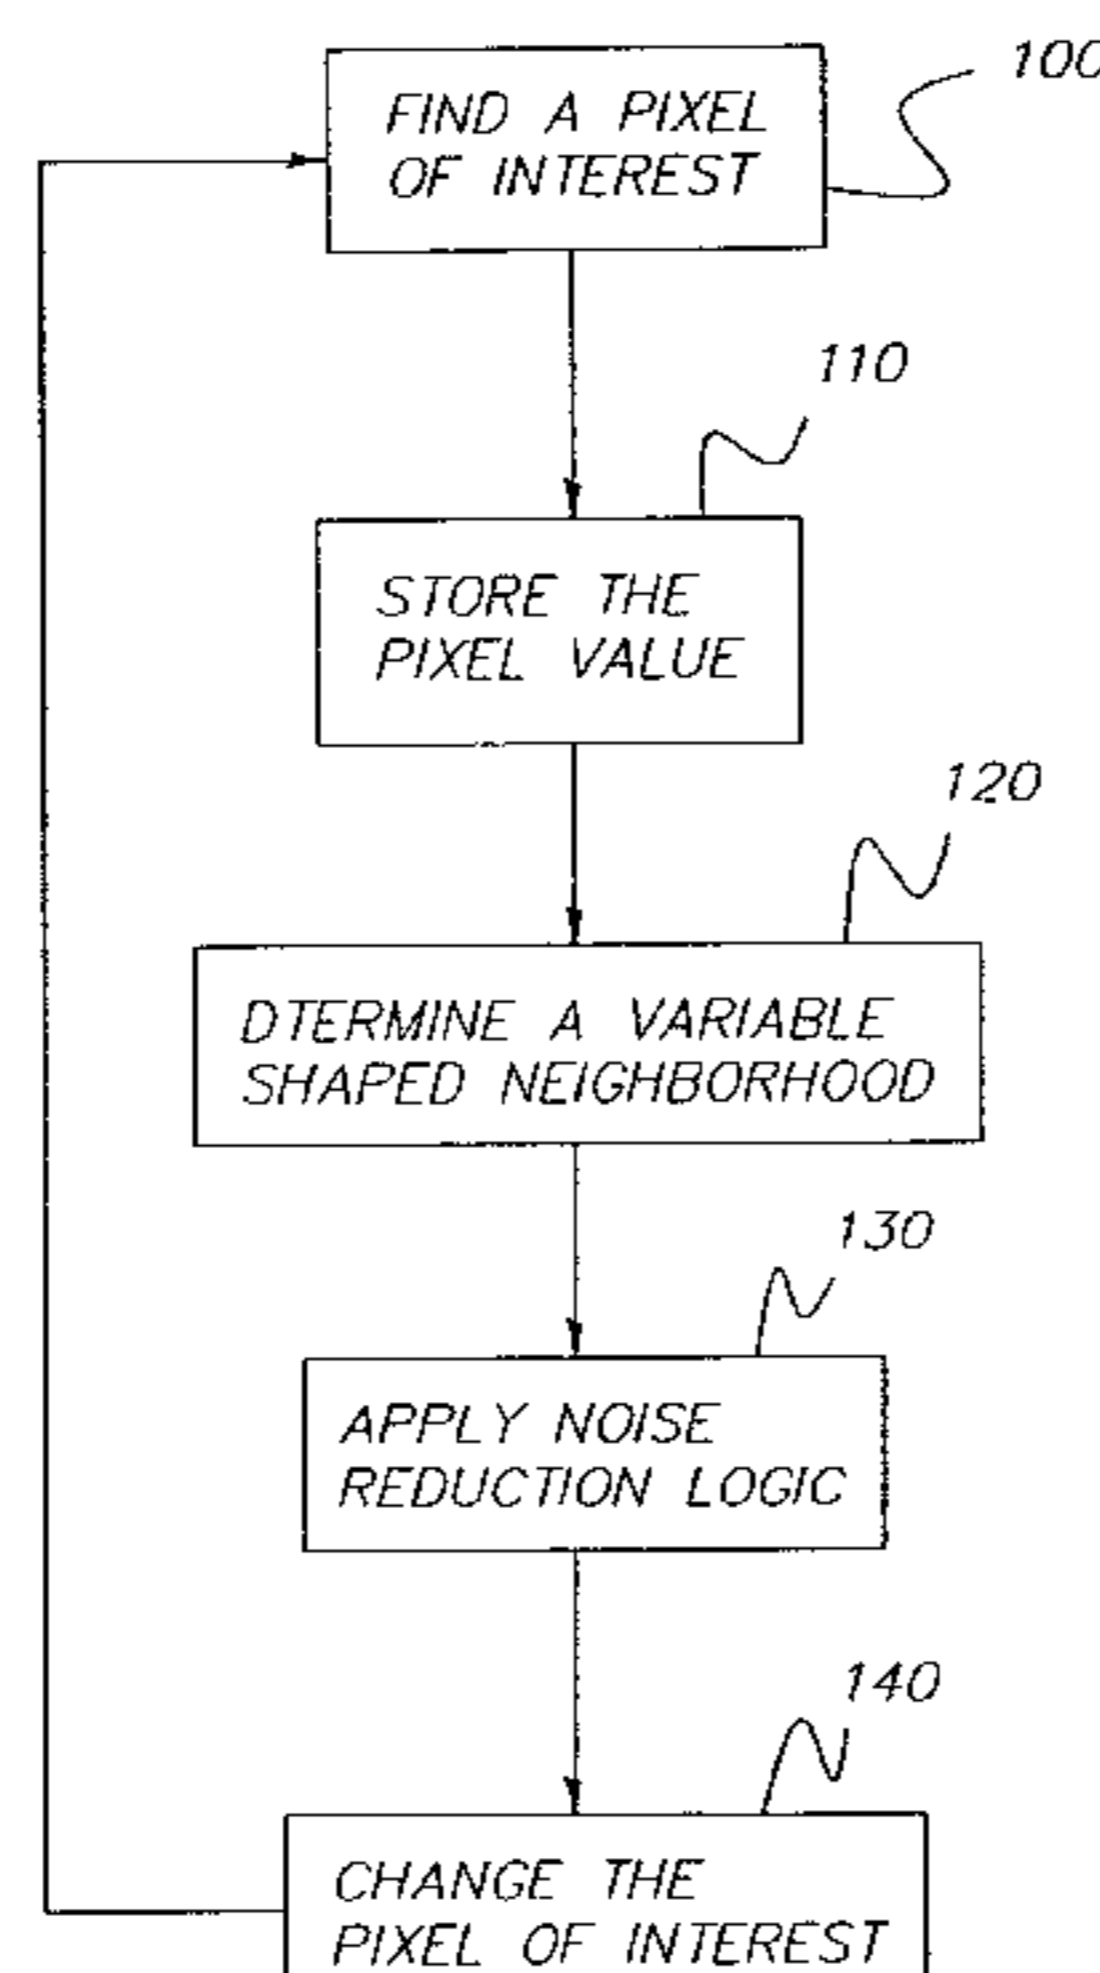 100
FIND A PIXEL
OF INTEREST
110
STORE THE
PIXEL VALUE
120
DTERMINE A VARIABLE
SHAPED NEIGHBORHOOD
130
APPLY NOISE
REDUCTION LOGIC
140
CHANGE THE
PIXEL OF INTEREST